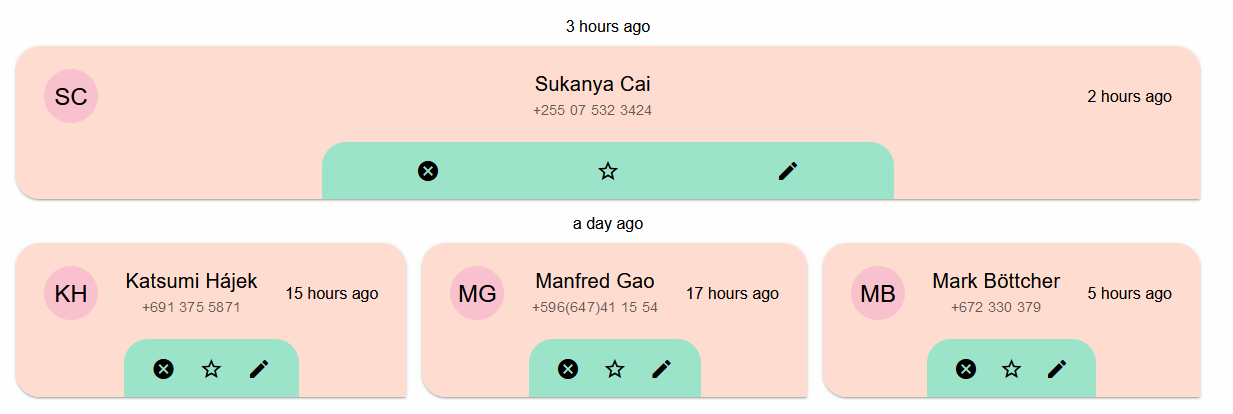 3 hours ago
SC
Sukanya Cai
+255 07 532 3424
2 hours ago
a day ago
KH
Katsumi Hájek
+691 375 5871
15 hours ago
MG
Manfred Gao
+596(647)41 15 54
17 hours ago
MB
Mark Böttcher
+672 330 379
5 hours ago